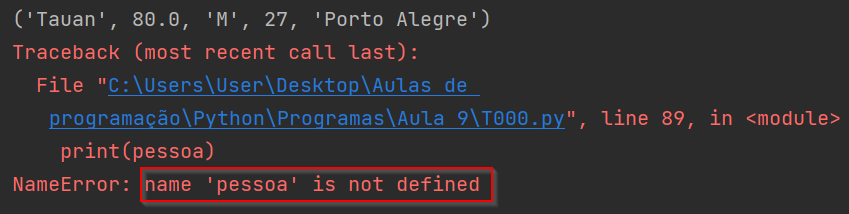 ('Tauan', 80.0, 'M', 27, 'Porto Alegre')
Traceback (most recent call last):
File "C:\Users\User\Desktop\Aulas de
programação\Python\Programas\Aula 9\T000.py", line 89, in <module>
print(pessoa)
NameError: name 'pessoa' is not defined